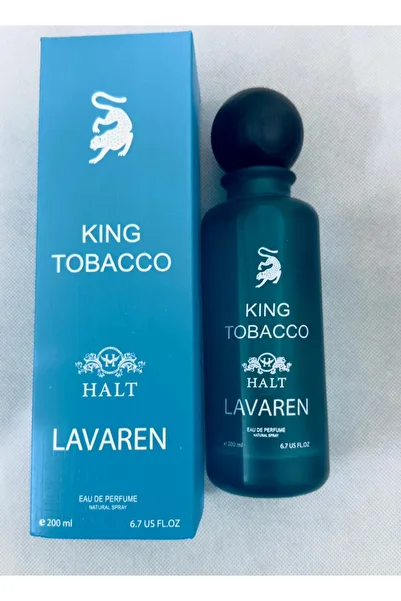 KING
TOBACCO
HALT
LAVAREN
EAU DE PERFUME
NATURAL SPRAY
e 200 ml 6.7 US FL.OZ
KING
TOBACCO
HALT
LAVAREN
EAU DE PERFUME
NATURAL SPRAY
e 200 ml 6.7 US FL.OZ